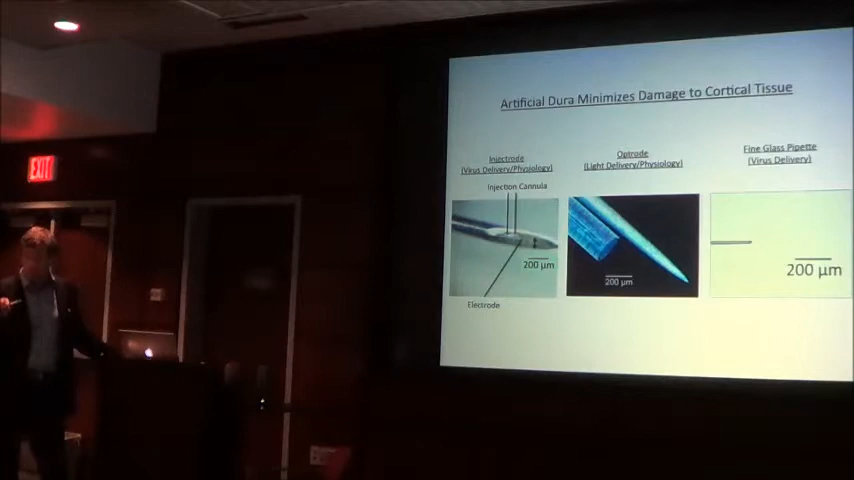 Artificial Dura Minimizes Damage to Cortical Tissue
Injectrode
(Virus Delivery/Physiology)
Injection Cannula
200 µm
Electrode
Optrode
(Light Delivery/Physiology)
200 µm
Fine Glass Pipette
(Virus Delivery)
200 µm
EXIT